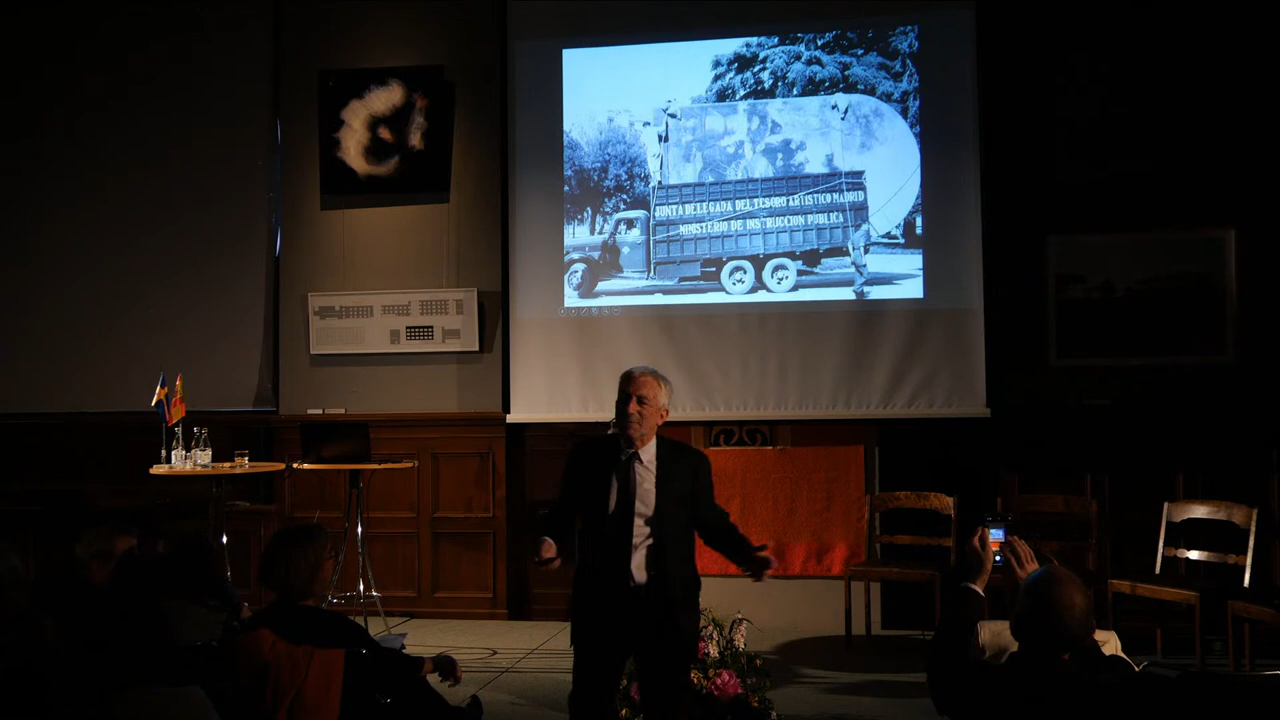 JUNTA DELEGADA DEL TESORO ARTISTICO MADRID
MINISTERIO DE INSTRUCCION PUBLICA